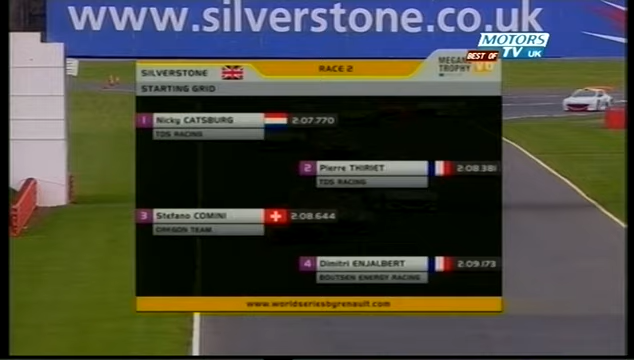 www.silverstone.co.uk
MOTORS
BEST OF TV UK
SILVERSTONE RACE 2 MEGANE
TROPHY
STARTING GRID
1 Nicky CATSBURG 2:07.770
TDS RACING
2 Pierre THIRIET 2:08.381
TDS RACING
3 Stefano COMINI 2:08.644
OREGON TEAM
4 Dimitri ENJALBERT 2:09.173
BOUTSEN ENERGY RACING
www.worldseriesbyrenault.com